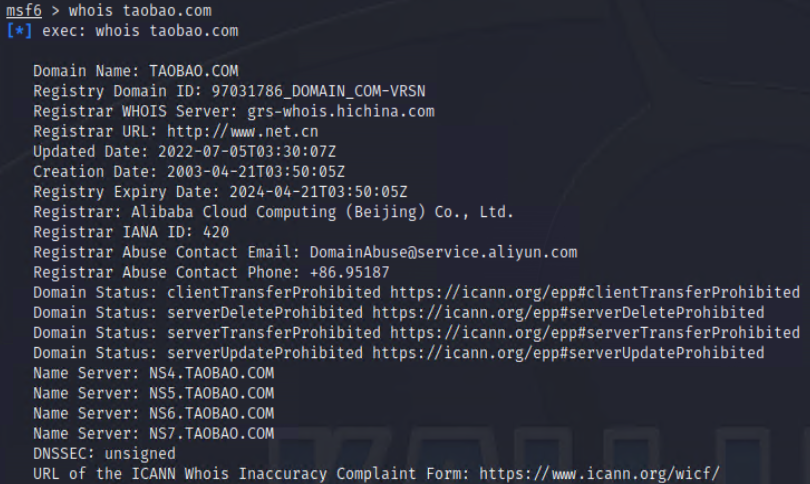 msf6 > whois taobao.com
[*] exec: whois taobao.com
Domain Name: TAOBAO.COM
Registry Domain ID: 97031786_DOMAIN_COM-VRSN
Registrar WHOIS Server: grs-whois.hichina.com
Registrar URL: http://www.net.cn
Updated Date: 2022-07-05T03:30:07Z
Creation Date: 2003-04-21T03:50:05Z
Registry Expiry Date: 2024-04-21T03:50:05Z
Registrar: Alibaba Cloud Computing (Beijing) Co., Ltd.
Registrar IANA ID: 420
Registrar Abuse Contact Email: DomainAbuse@service.aliyun.com
Registrar Abuse Contact Phone: +86.95187
Domain Status: clientTransferProhibited https://icann.org/epp#clientTransferProhibited
Domain Status: serverDeleteProhibited https://icann.org/epp#serverDeleteProhibited
Domain Status: serverTransferProhibited https://icann.org/epp#serverTransferProhibited
Domain Status: serverUpdateProhibited https://icann.org/epp#serverUpdateProhibited
Name Server: NS4.TAOBAO.COM
Name Server: NS5.TAOBAO.COM
Name Server: NS6.TAOBAO.COM
Name Server: NS7.TAOBAO.COM
DNSSEC: unsigned
URL of the ICANN Whois Inaccuracy Complaint Form: https://www.icann.org/wicf/